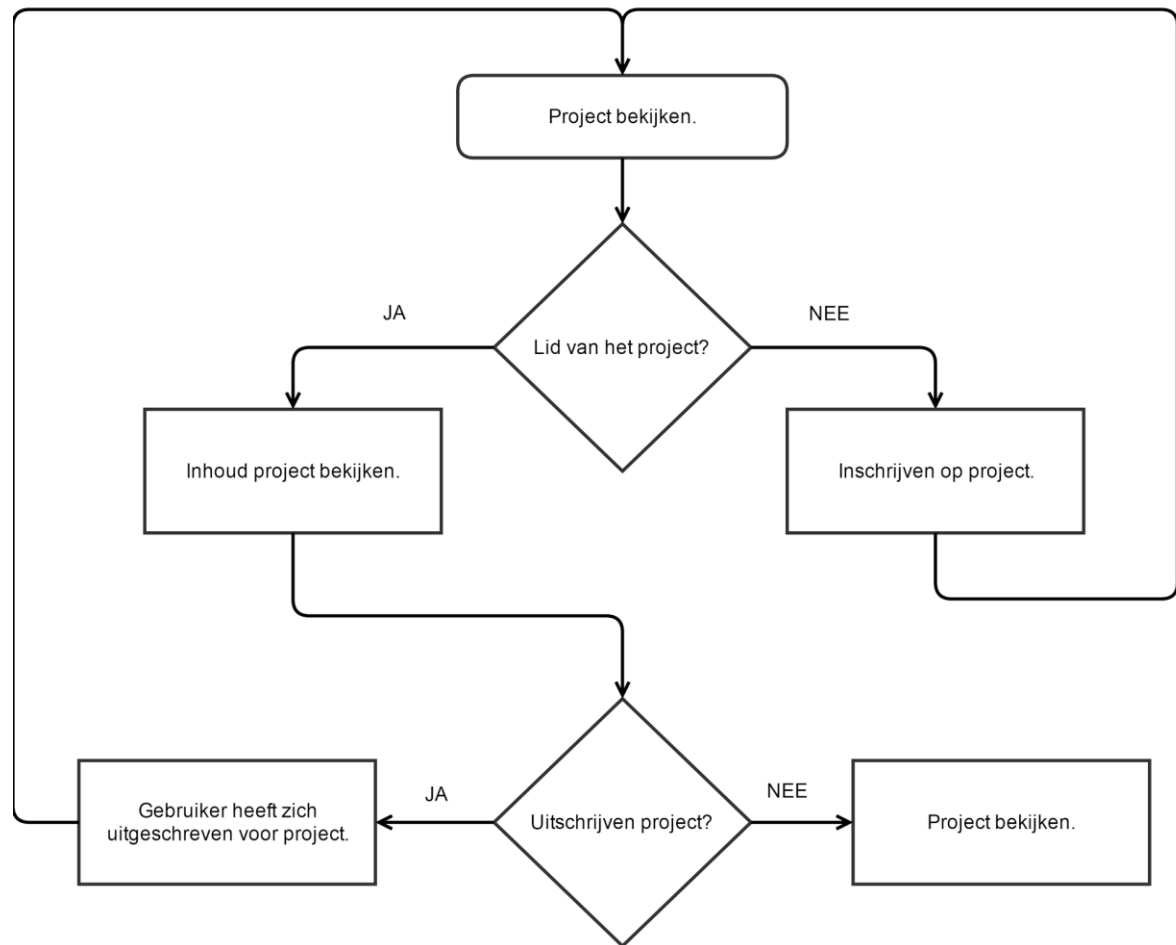 Project bekijken.
JA
NEE
Lid van het project?
Inhoud project bekijken.
Inschrijven op project.
JA
NEE
Gebruiker heeft zich
uitgeschreven voor project.
Uitschrijven project?
Project bekijken.